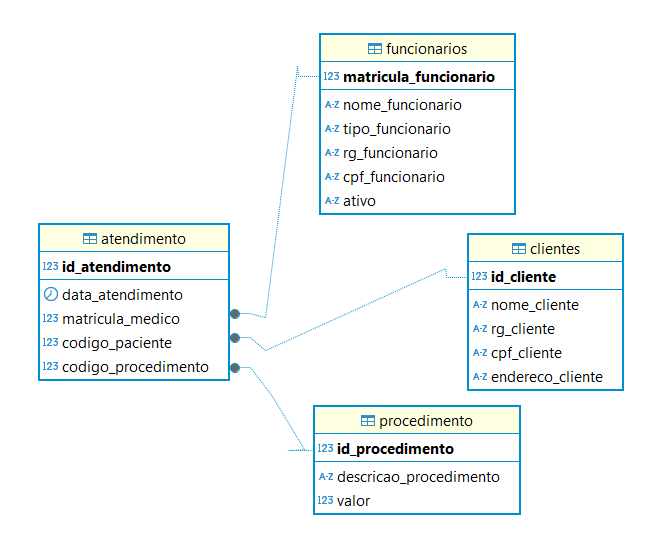 funcionarios
123 matricula_funcionario
A-Z nome_funcionario
A-Z tipo_funcionario
A-Z rg_funcionario
A-Z cpf_funcionario
A-Z ativo
atendimento
123 id_atendimento
data_atendimento
123 matricula_medico
123 codigo_paciente
123 codigo_procedimento
clientes
123 id_cliente
A-Z nome_cliente
A-Z rg_cliente
A-Z cpf_cliente
A-Z endereco_cliente
procedimento
123 id_procedimento
A-Z descricao_procedimento
123 valor